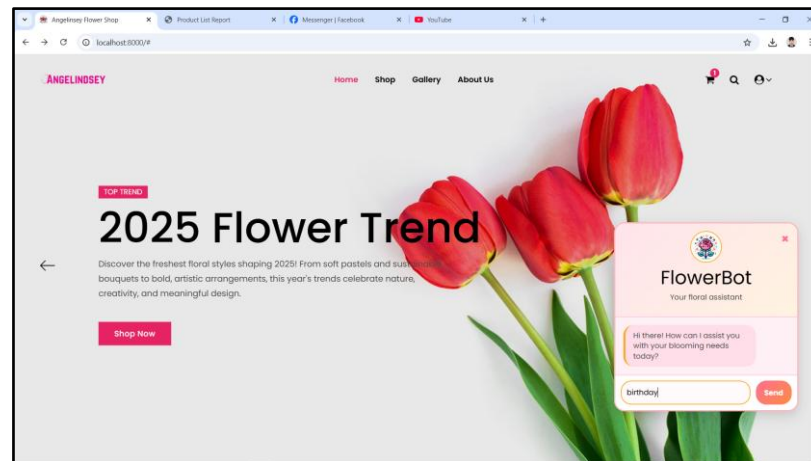 Angelinsey Flower Shop
Product List Report
Messenger | Facebook
YouTube
localhost:8000/#
ANGELINDSEY
Home
Shop
Gallery
About Us
1
TOP TREND
2025 Flower Trend
Discover the freshest floral styles shaping 2025! From soft pastels and
bouquets to bold, artistic arrangements, this year's trends celebrate nature,
creativity, and meaningful design.
Shop Now
FlowerBot
Your floral assistant
Hi there! How can I assist you
with your blooming needs
today?
birthday
Send